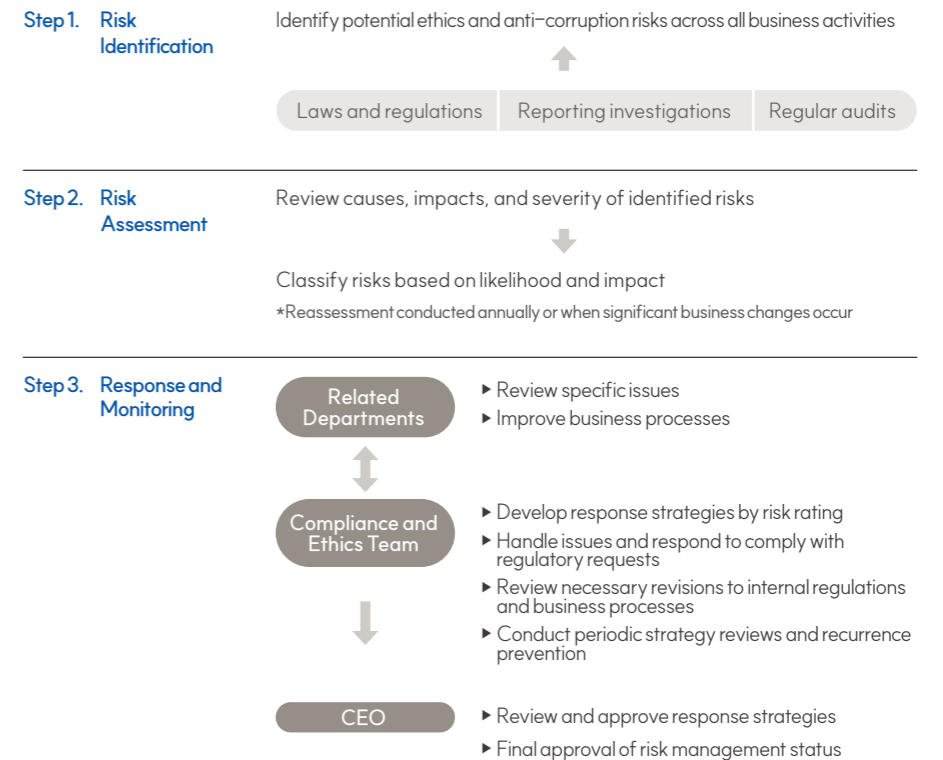 Step 1. Risk
Identification
Identify potential ethics and anti-corruption risks across all business activities
Laws and regulations
Reporting investigations
Regular audits
Step 2. Risk
Assessment
Review causes, impacts, and severity of identified risks
Classify risks based on likelihood and impact
*Reassessment conducted annually or when significant business changes occur
Step 3. Response and
Monitoring
Related
Departments
▶ Review specific issues
▶ Improve business processes
Compliance and
Ethics Team
▶ Develop response strategies by risk rating
▶ Handle issues and respond to comply with
regulatory requests
▶ Review necessary revisions to internal regulations
and business processes
▶ Conduct periodic strategy reviews and recurrence
prevention
CEO
▶ Review and approve response strategies
▶ Final approval of risk management status